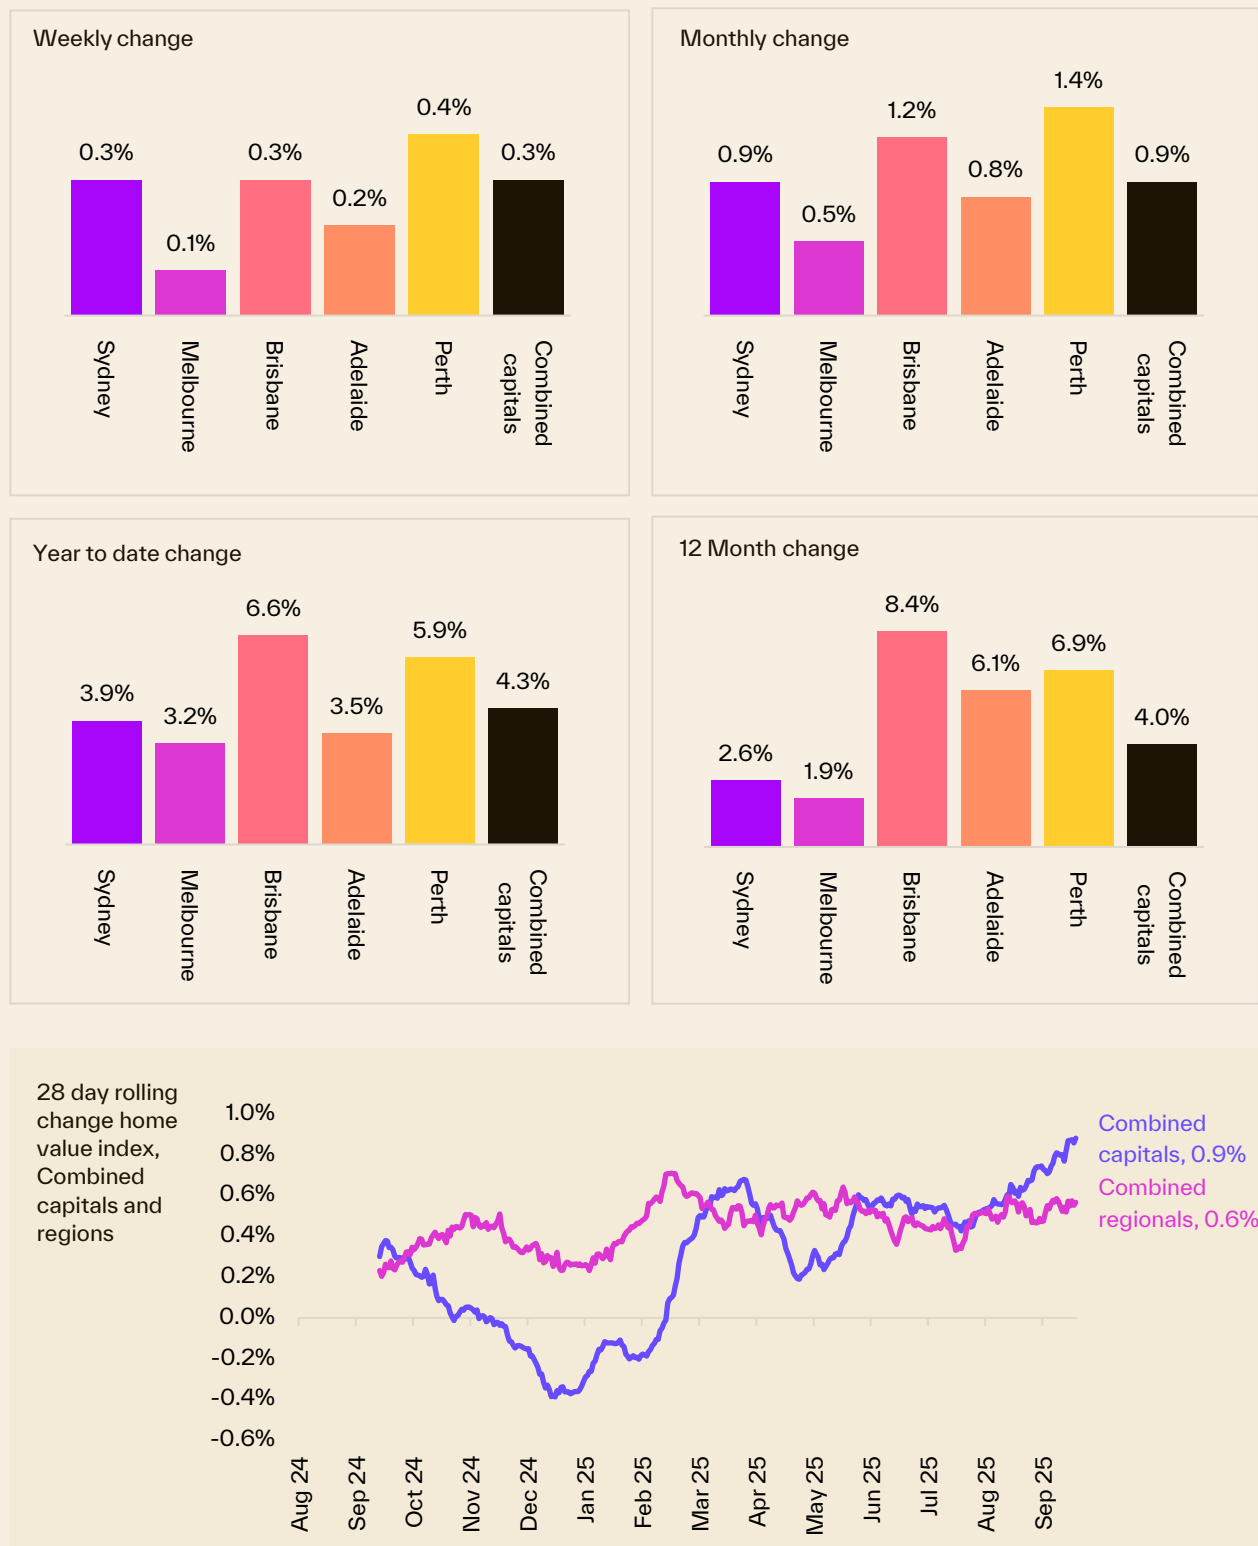 Weekly change
0.3%
0.1%
0.3%
0.2%
0.4%
0.3%
Sydney
Melbourne
Brisbane
Adelaide
Perth
Combined
capitals
Monthly change
0.9%
0.5%
1.2%
0.8%
1.4%
0.9%
Sydney
Melbourne
Brisbane
Adelaide
Perth
Combined
capitals
Year to date change
3.9%
3.2%
6.6%
3.5%
5.9%
4.3%
Sydney
Melbourne
Brisbane
Adelaide
Perth
Combined
capitals
12 Month change
2.6%
1.9%
8.4%
6.1%
6.9%
4.0%
Sydney
Melbourne
Brisbane
Adelaide
Perth
Combined
capitals
28 day rolling
change home
value index,
Combined
capitals and
regions
1.0%
0.8%
0.6%
0.4%
0.2%
0.0%
-0.2%
-0.4%
-0.6%
Aug 24
Sep 24
Oct 24
Nov 24
Dec 24
Jan 25
Feb 25
Mar 25
Apr 25
May 25
Jun 25
Jul 25
Aug 25
Sep 25
Combined
capitals, 0.9%
Combined
regionals, 0.6%